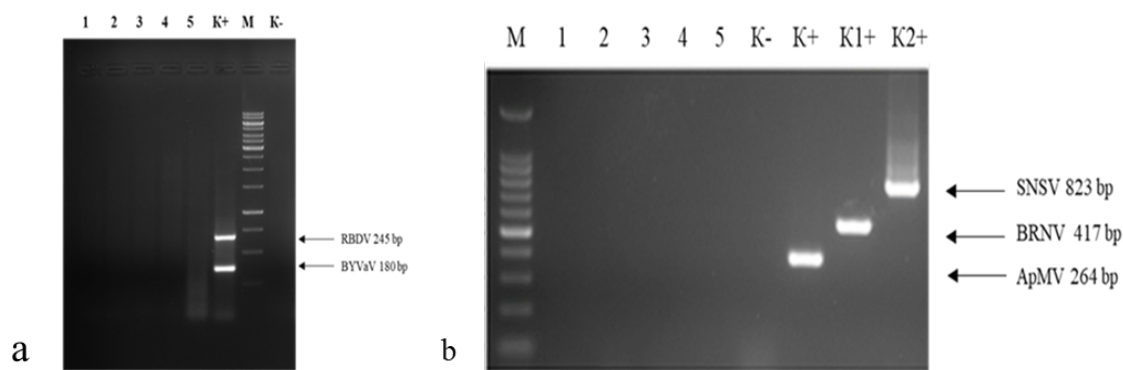 1 2 3 4 5 K+ M K-
RBDV 245 bp
BYVaV 180 bp
a
M 1 2 3 4 5 K- K+ K1+ K2+
SNSV 823 bp
BRNV 417 bp
ApMV 264 bp
b